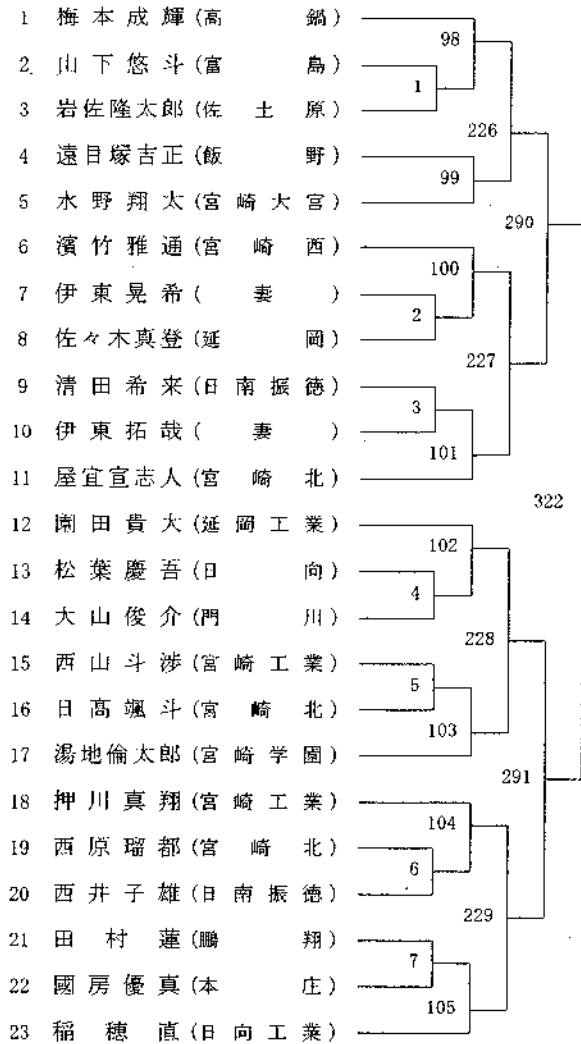 1 梅本成輝(高鍋)
98
2 山下悠斗(富島)
1
3 岩佐隆太郎(佐土原)
226
4 遠目塚吉正(飯野)
99
5 水野翔太(宮崎大宮)
290
6 濱竹雅通(宮崎西)
100
7 伊東晃希(妻)
2
8 佐々木真登(延岡)
227
9 清田希来(日南振徳)
3
10 伊東拓哉(妻)
101
11 屋宜宣志人(宮崎北)
322
12 園田貴大(延岡工業)
102
13 松葉慶吾(日向)
4
14 大山俊介(門川)
228
15 西山斗渉(宮崎工業)
5
16 日髙颯斗(宮崎北)
103
17 湯地倫太郎(宮崎学園)
291
18 押川真翔(宮崎工業)
104
19 西原瑠都(宮崎北)
6
20 西井子雄(日南振徳)
229
21 田村蓮(鵬翔)
7
22 國房優真(本庄)
105
23 稲穂直(日向工業)